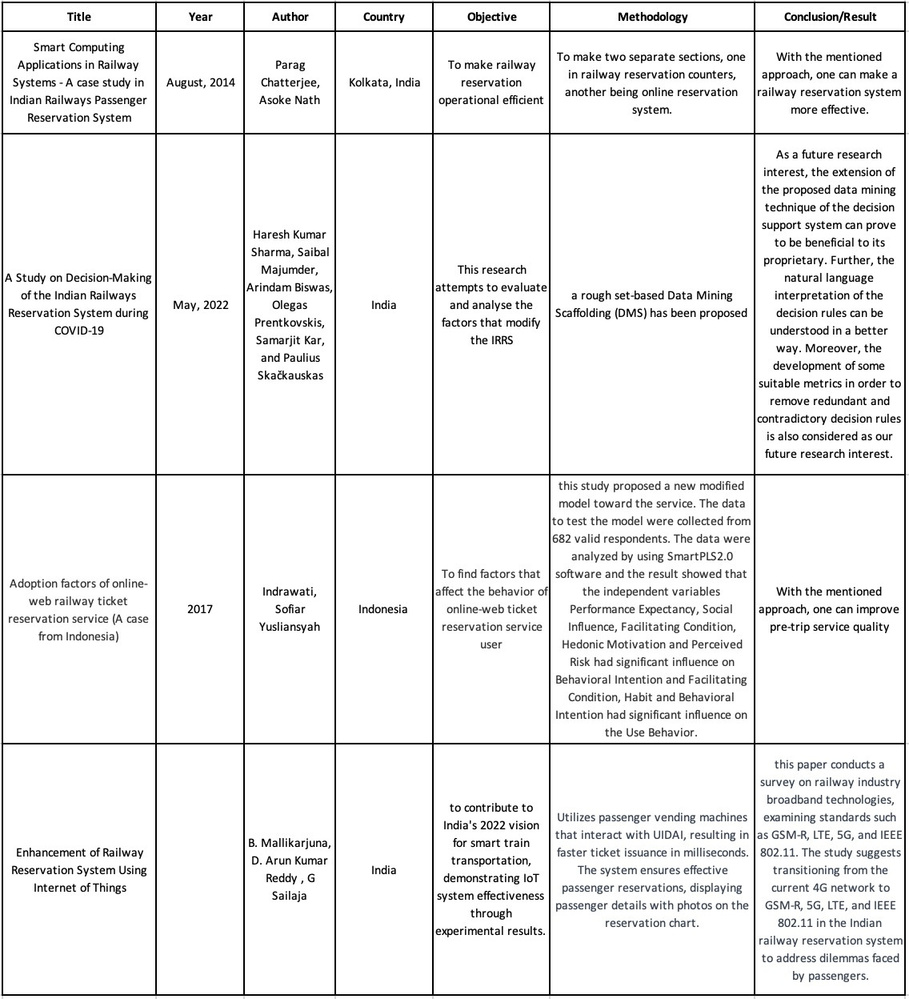 Title
Year
Author
Country
Objective
Methodology
Conclusion/Result
Smart Computing
Applications in Railway
Systems - A case study in
Indian Railways Passenger
Reservation System
August, 2014
Parag
Chatterjee,
Asoke Nath
Kolkata, India
To make railway
reservation
operational efficient
To make two separate sections, one
in railway reservation counters,
another being online reservation
system.
With the mentioned
approach, one can make a
railway reservation system
more effective.
A Study on Decision-Making
of the Indian Railways
Reservation System during
COVID-19
May, 2022
Haresh Kumar
Sharma, Saibal
Majumder,
Arindam Biswas,
Olegas
Prentkovskis,
Samarjit Kar,
and Paulius
Skačkauskas
India
This research
attempts to evaluate
and analyse the
factors that modify
the IRRS
a rough set-based Data Mining
Scaffolding (DMS) has been proposed
As a future research
interest, the extension of
the proposed data mining
technique of the decision
support system can prove
to be beneficial to its
proprietary. Further, the
natural language
interpretation of the
decision rules can be
understood in a better
way. Moreover, the
development of some
suitable metrics in order to
remove redundant and
contradictory decision rules
is also considered as our
future research interest.
Adoption factors of online-
web railway ticket
reservation service (A case
from Indonesia)
2017
Indrawati,
Sofiar
Yusliansyah
Indonesia
To find factors that
affect the behavior of
online-web ticket
reservation service
user
this study proposed a new modified
model toward the service. The data
to test the model were collected from
682 valid respondents. The data were
analyzed by using SmartPLS2.0
software and the result showed that
the independent variables
Performance Expectancy, Social
Influence, Facilitating Condition,
Hedonic Motivation and Perceived
Risk had significant influence on
Behavioral Intention and Facilitating
Condition, Habit and Behavioral
Intention had significant influence on
the Use Behavior.
With the mentioned
approach, one can improve
pre-trip service quality
Enhancement of Railway
Reservation System Using
Internet of Things
B. Mallikarjuna,
D. Arun Kumar
Reddy , G
Sailaja
India
to contribute to
India's 2022 vision
for smart train
transportation,
demonstrating IoT
system effectiveness
through
experimental results.
Utilizes passenger vending machines
that interact with UIDAI, resulting in
faster ticket issuance in milliseconds.
The system ensures effective
passenger reservations, displaying
passenger details with photos on the
reservation chart.
this paper conducts a
survey on railway industry
broadband technologies,
examining standards such
as GSM-R, LTE, 5G, and IEEE
802.11. The study suggests
transitioning from the
current 4G network to
GSM-R, 5G, LTE, and IEEE
802.11 in the Indian
railway reservation system
to address dilemmas faced
by passengers.